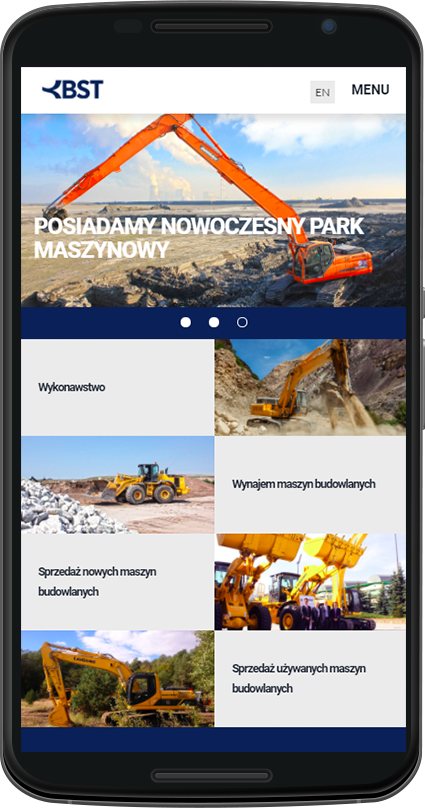 BST
EN
MENU
POSIADAMY NOWOCZESNY PARK
MASZYNOWY
Wykonawstwo
Wynajem maszyn budowlanych
Sprzedaż nowych maszyn
budowlanych
Sprzedaż używanych maszyn
budowlanych